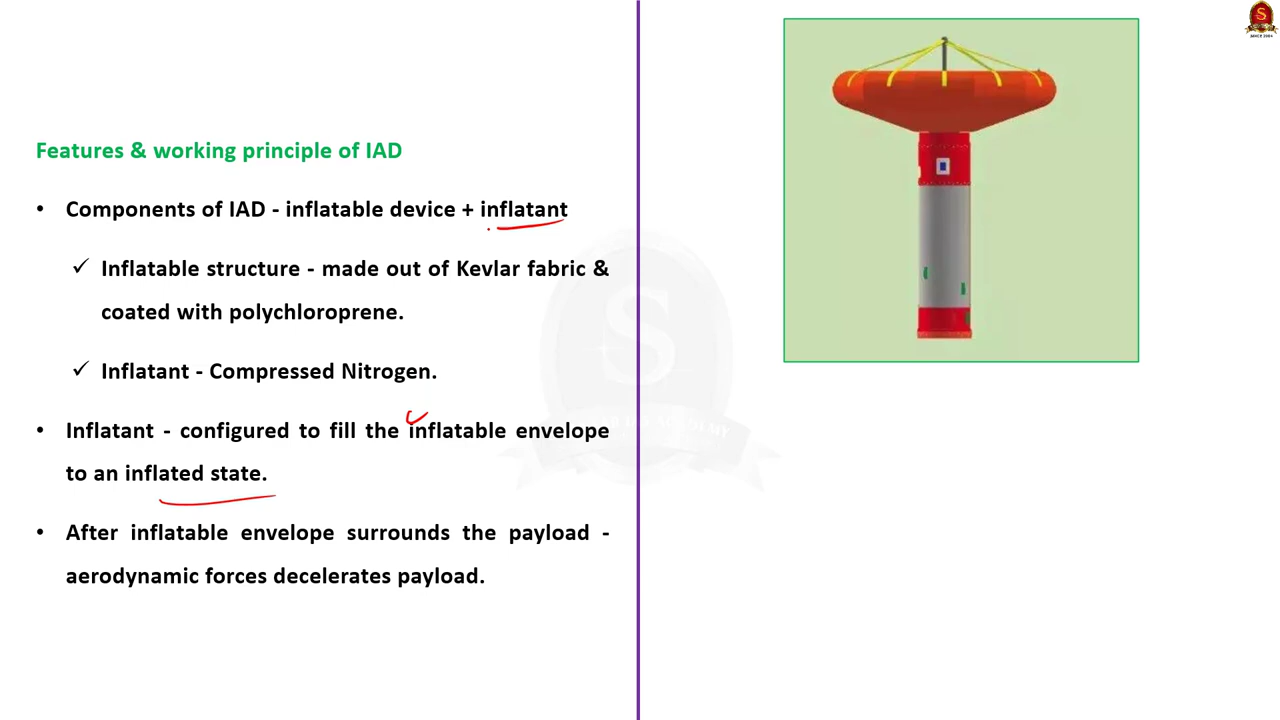 Features & working principle of IAD
• Components of IAD - inflatable device + inflatant
✓ Inflatable structure - made out of Kevlar fabric &
coated with polychloroprene.
✓ Inflatant - Compressed Nitrogen.
• Inflatant - configured to fill the inflatable envelope
to an inflated state.
• After inflatable envelope surrounds the payload -
aerodynamic forces decelerates payload.
S
SINCE 2004